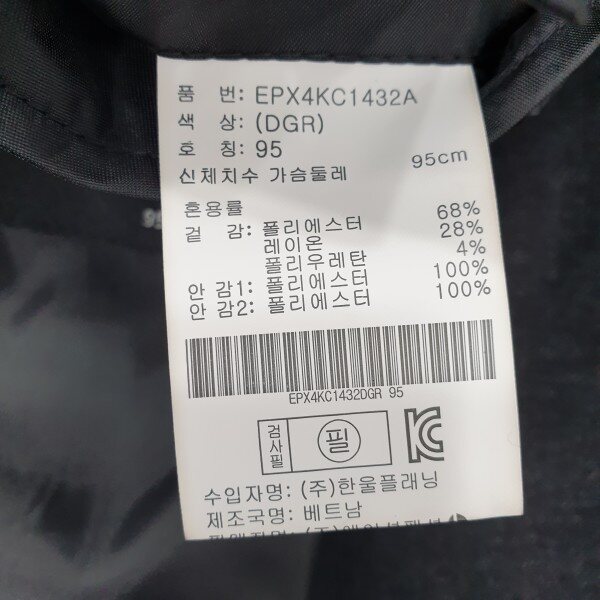 품 번: EPX4KC1432A
색 상: (DGR)
호 칭: 95
신체치수 가슴둘레 95cm
혼용률
겉 감: 폴리에스터 68%
레이온 28%
폴리우레탄 4%
안 감1: 폴리에스터 100%
안 감2: 폴리에스터 100%
EPX4KC1432DGR 95
검사필 필 KC
수입자명: (주)한울플래닝
제조국명: 베트남